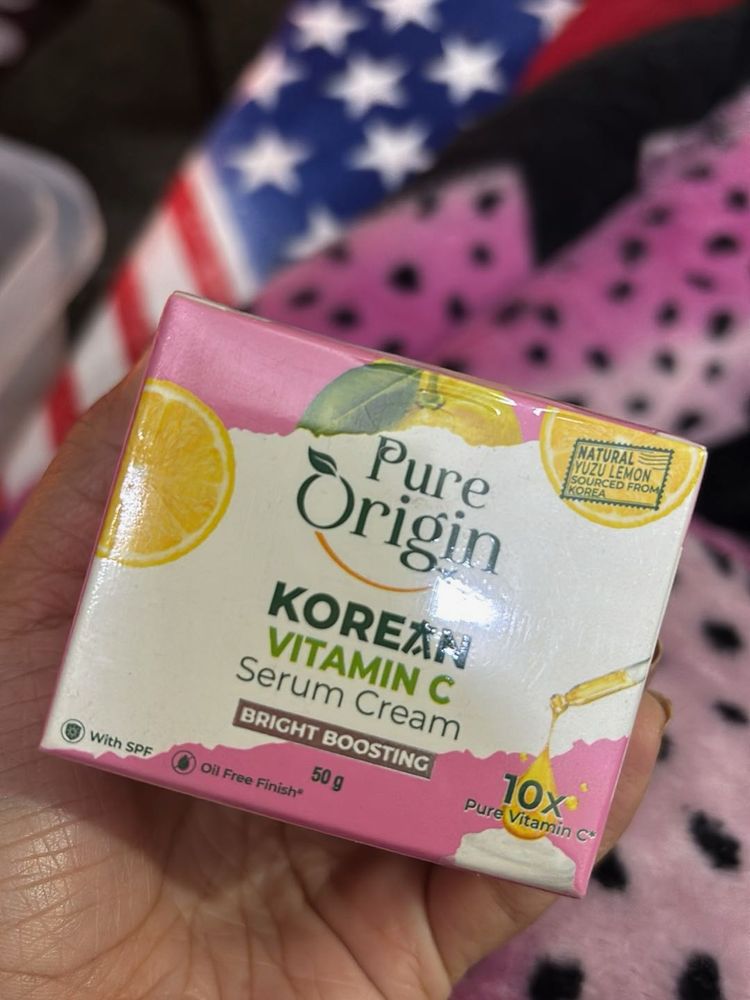 Pure
Origin
NATURAL
YUZU LEMON
SOURCED FROM
KOREA
KOREAN
VITAMIN C
Serum Cream
BRIGHT BOOSTING
With SPF
Oil Free Finish*
50 g
10x
Pure Vitamin C*